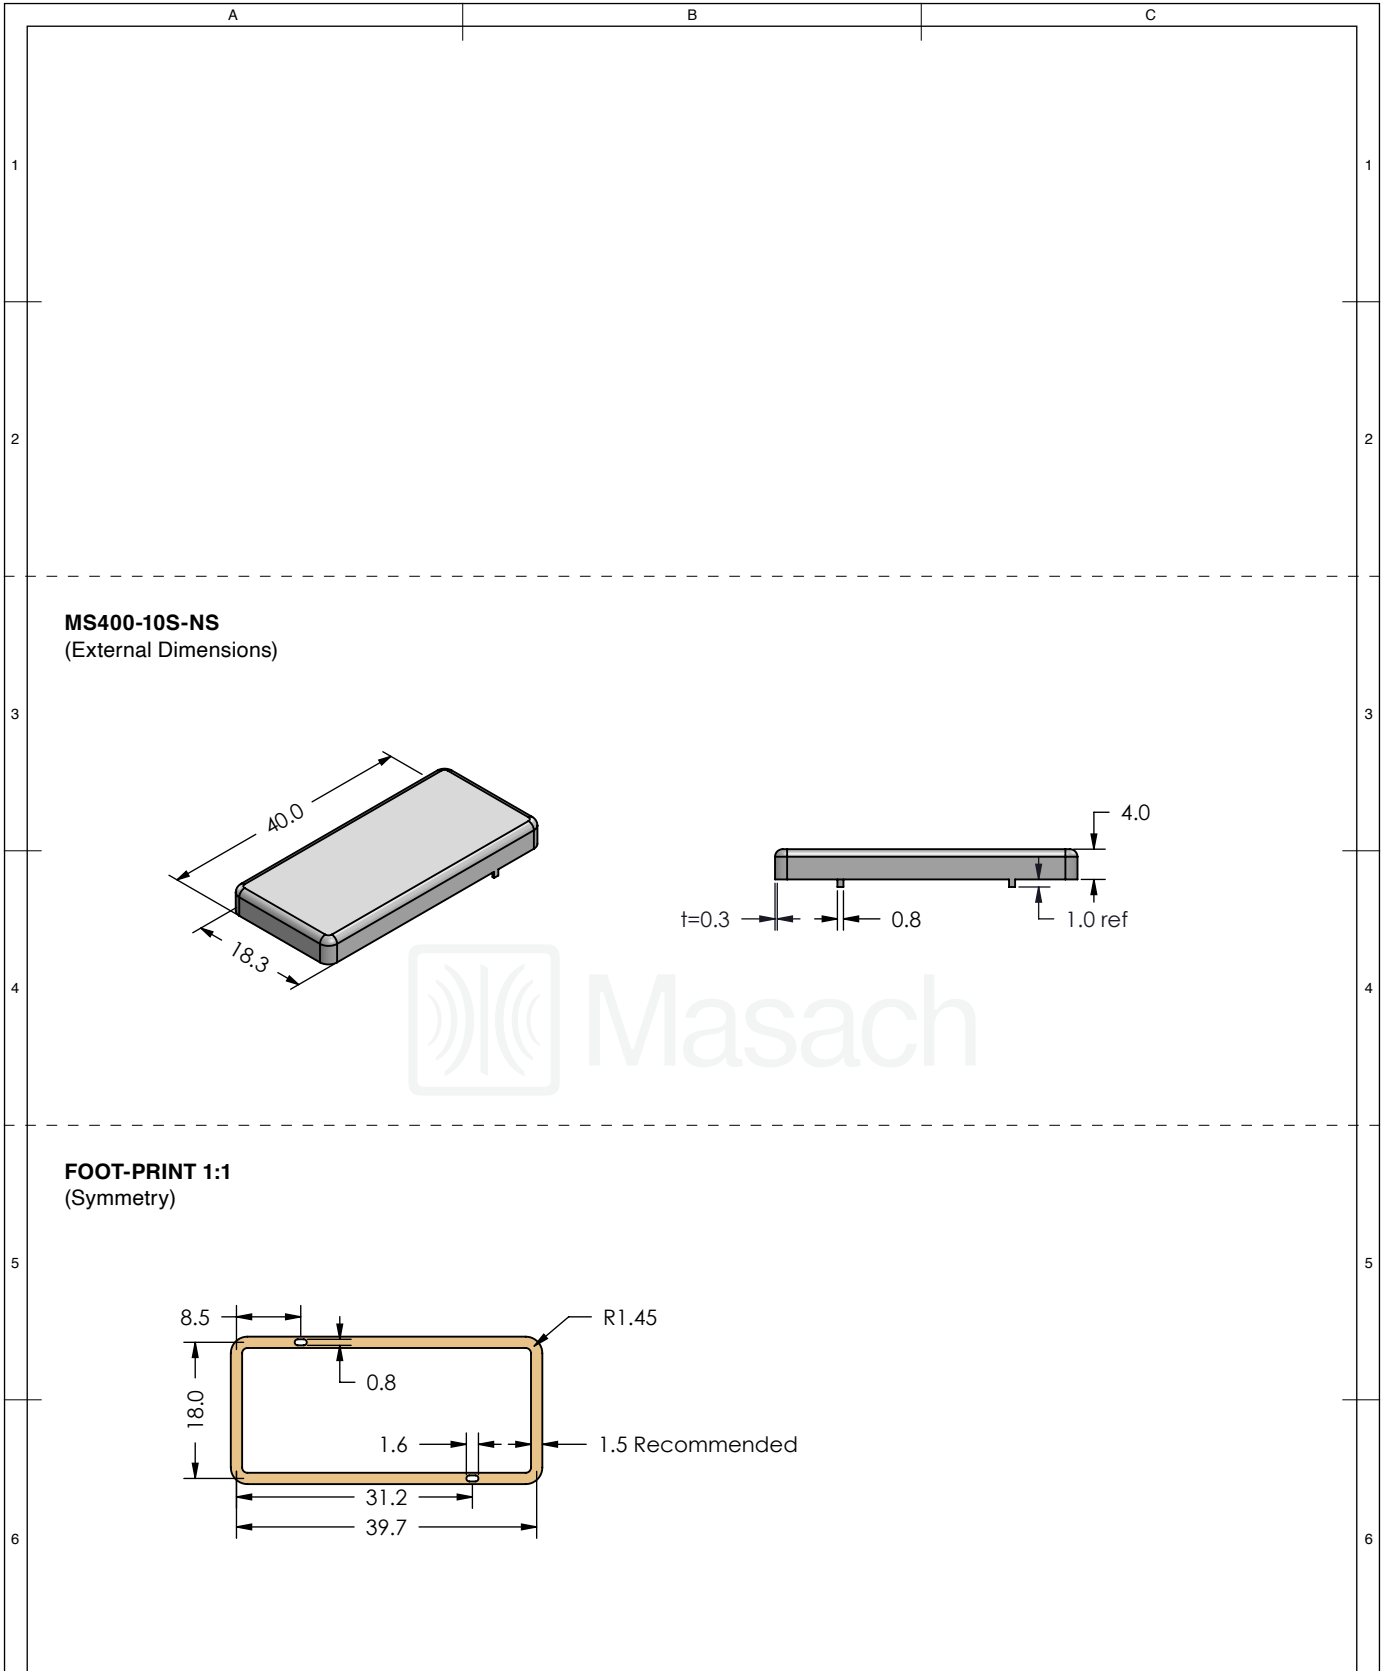 A B C
1 1
2 2
MS400-10S-NS
(External Dimensions)
3 3
40.0
18.3
4.0
t=0.3 0.8 1.0 ref
4 4
Masach
FOOT-PRINT 1:1
(Symmetry)
5 5
8.5 R1.45
0.8
18.0
1.6 1.5 Recommended
31.2
39.7
6 6